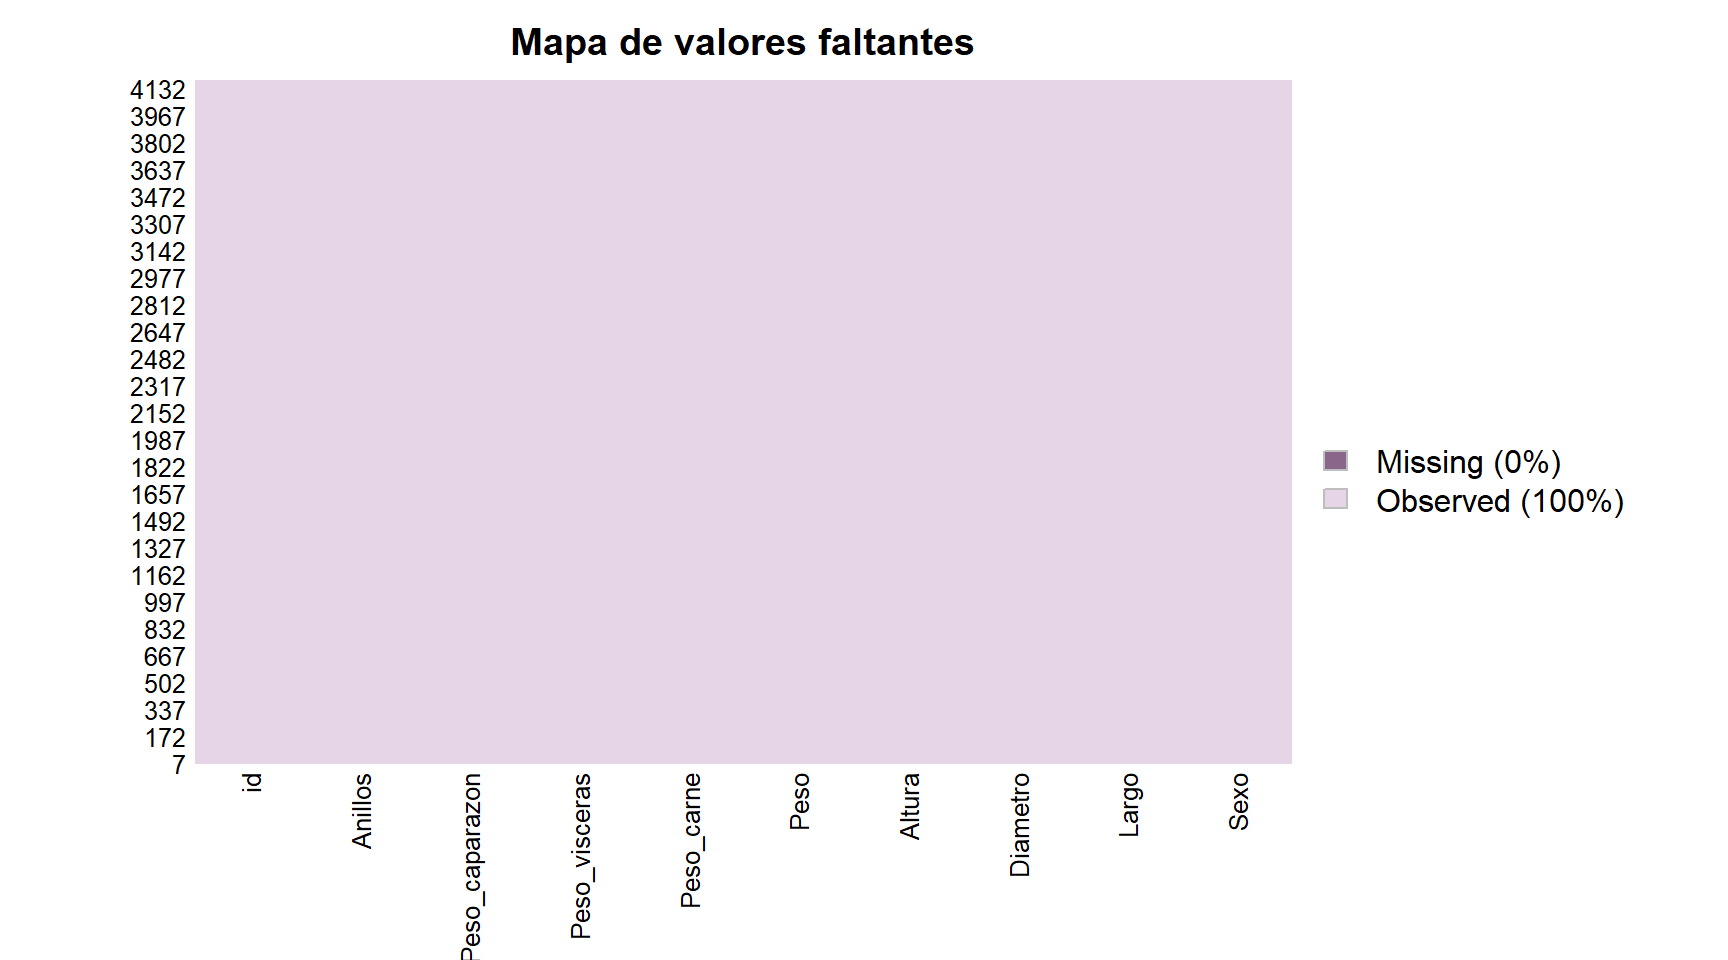 Mapa de valores faltantes
4132
3967
3802
3637
3472
3307
3142
2977
2812
2647
2482
2317
2152
1987
1822
1657
1492
1327
1162
997
832
667
502
337
172
7
Missing (0%)
Observed (100%)
id
Anillos
Peso_caparazon
Peso_visceras
Peso_carne
Peso
Altura
Diametro
Largo
Sexo